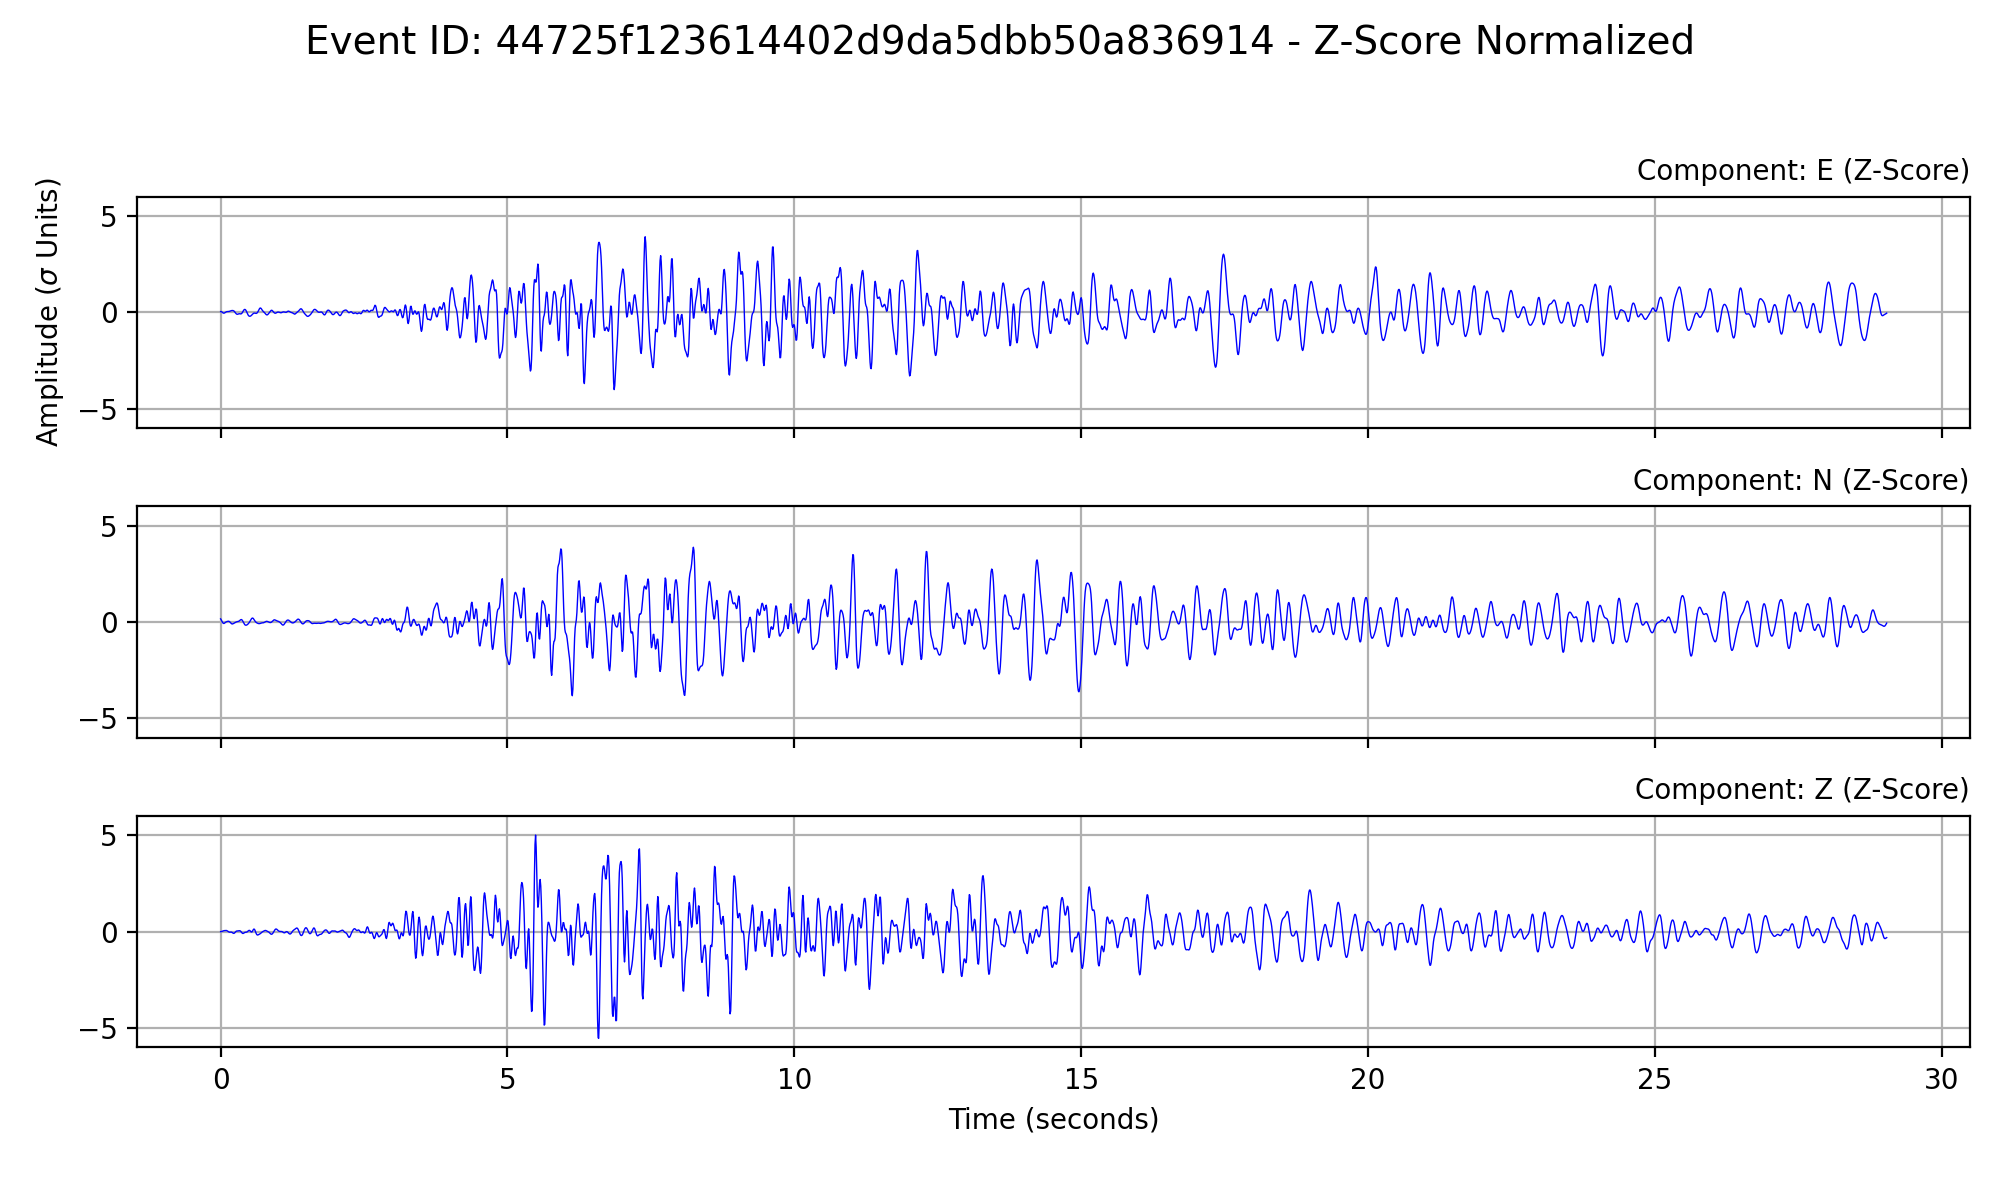 Event ID: 44725f123614402d9da5dbb50a836914 - Z-Score Normalized
Component: E (Z-Score)
Amplitude (σ Units)
5
0
−5
Component: N (Z-Score)
5
0
−5
Component: Z (Z-Score)
5
0
−5
0 5 10 15 20 25 30
Time (seconds)